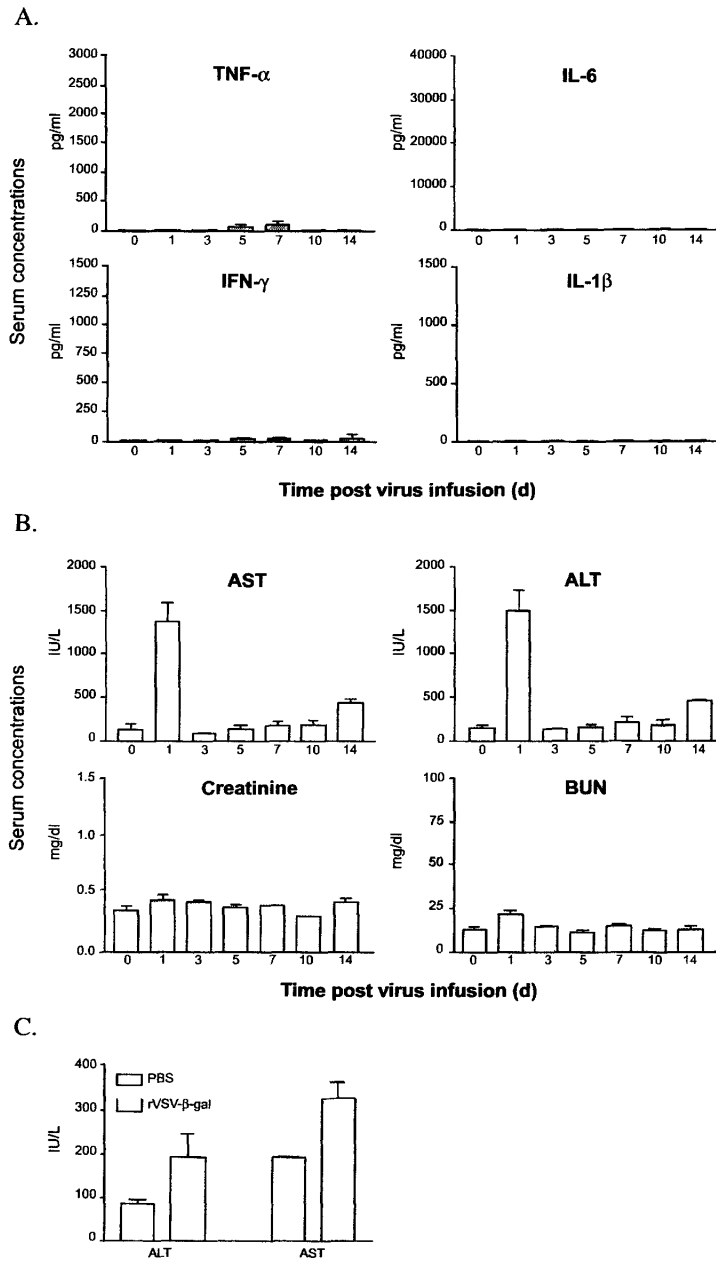 A.
TNF-α
3000
2500
2000
1500
1000
500
0
pg/ml
0 1 3 5 7 10 14
IL-6
40000
30000
20000
10000
0
pg/ml
0 1 3 5 7 10 14
Serum concentrations
IFN-γ
1500
1250
1000
750
500
250
0
pg/ml
0 1 3 5 7 10 14
IL-1β
1500
1000
500
0
pg/ml
0 1 3 5 7 10 14
Time post virus infusion (d)
B.
AST
2000
1500
1000
500
0
IU/L
0 1 3 5 7 10 14
ALT
2000
1500
1000
500
0
IU/L
0 1 3 5 7 10 14
Serum concentrations
Creatinine
1.5
1.0
0.5
0.0
mg/dl
0 1 3 5 7 10 14
BUN
100
75
50
25
0
mg/dl
0 1 3 5 7 10 14
Time post virus infusion (d)
C.
400
300
200
100
0
IU/L
PBS
rVSV-β-gal
ALT AST